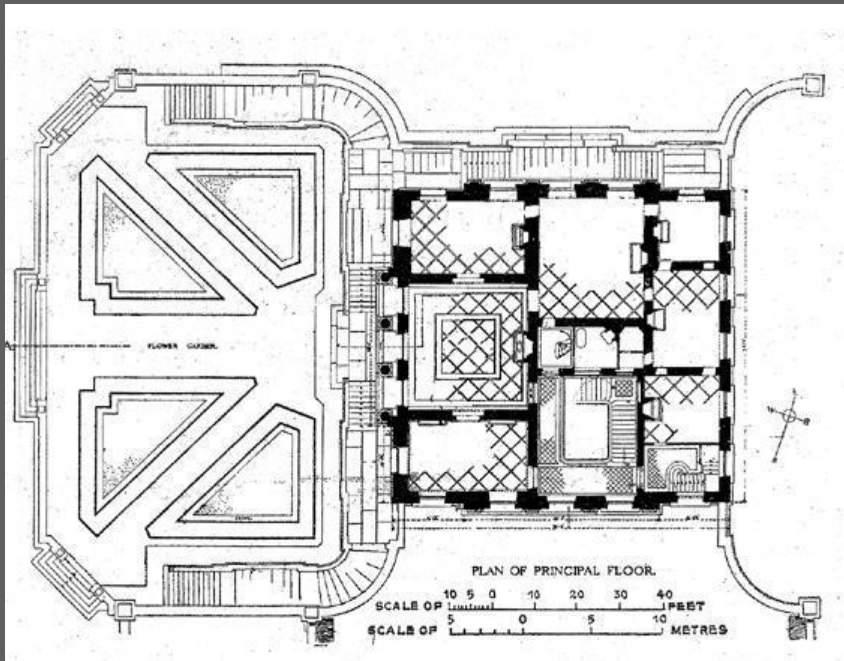 FLOWER GARDEN.
PLAN OF PRINCIPAL FLOOR.
SCALE OF 10 5 0 10 20 30 40 FEET
SCALE OF 5 0 5 10 METRES